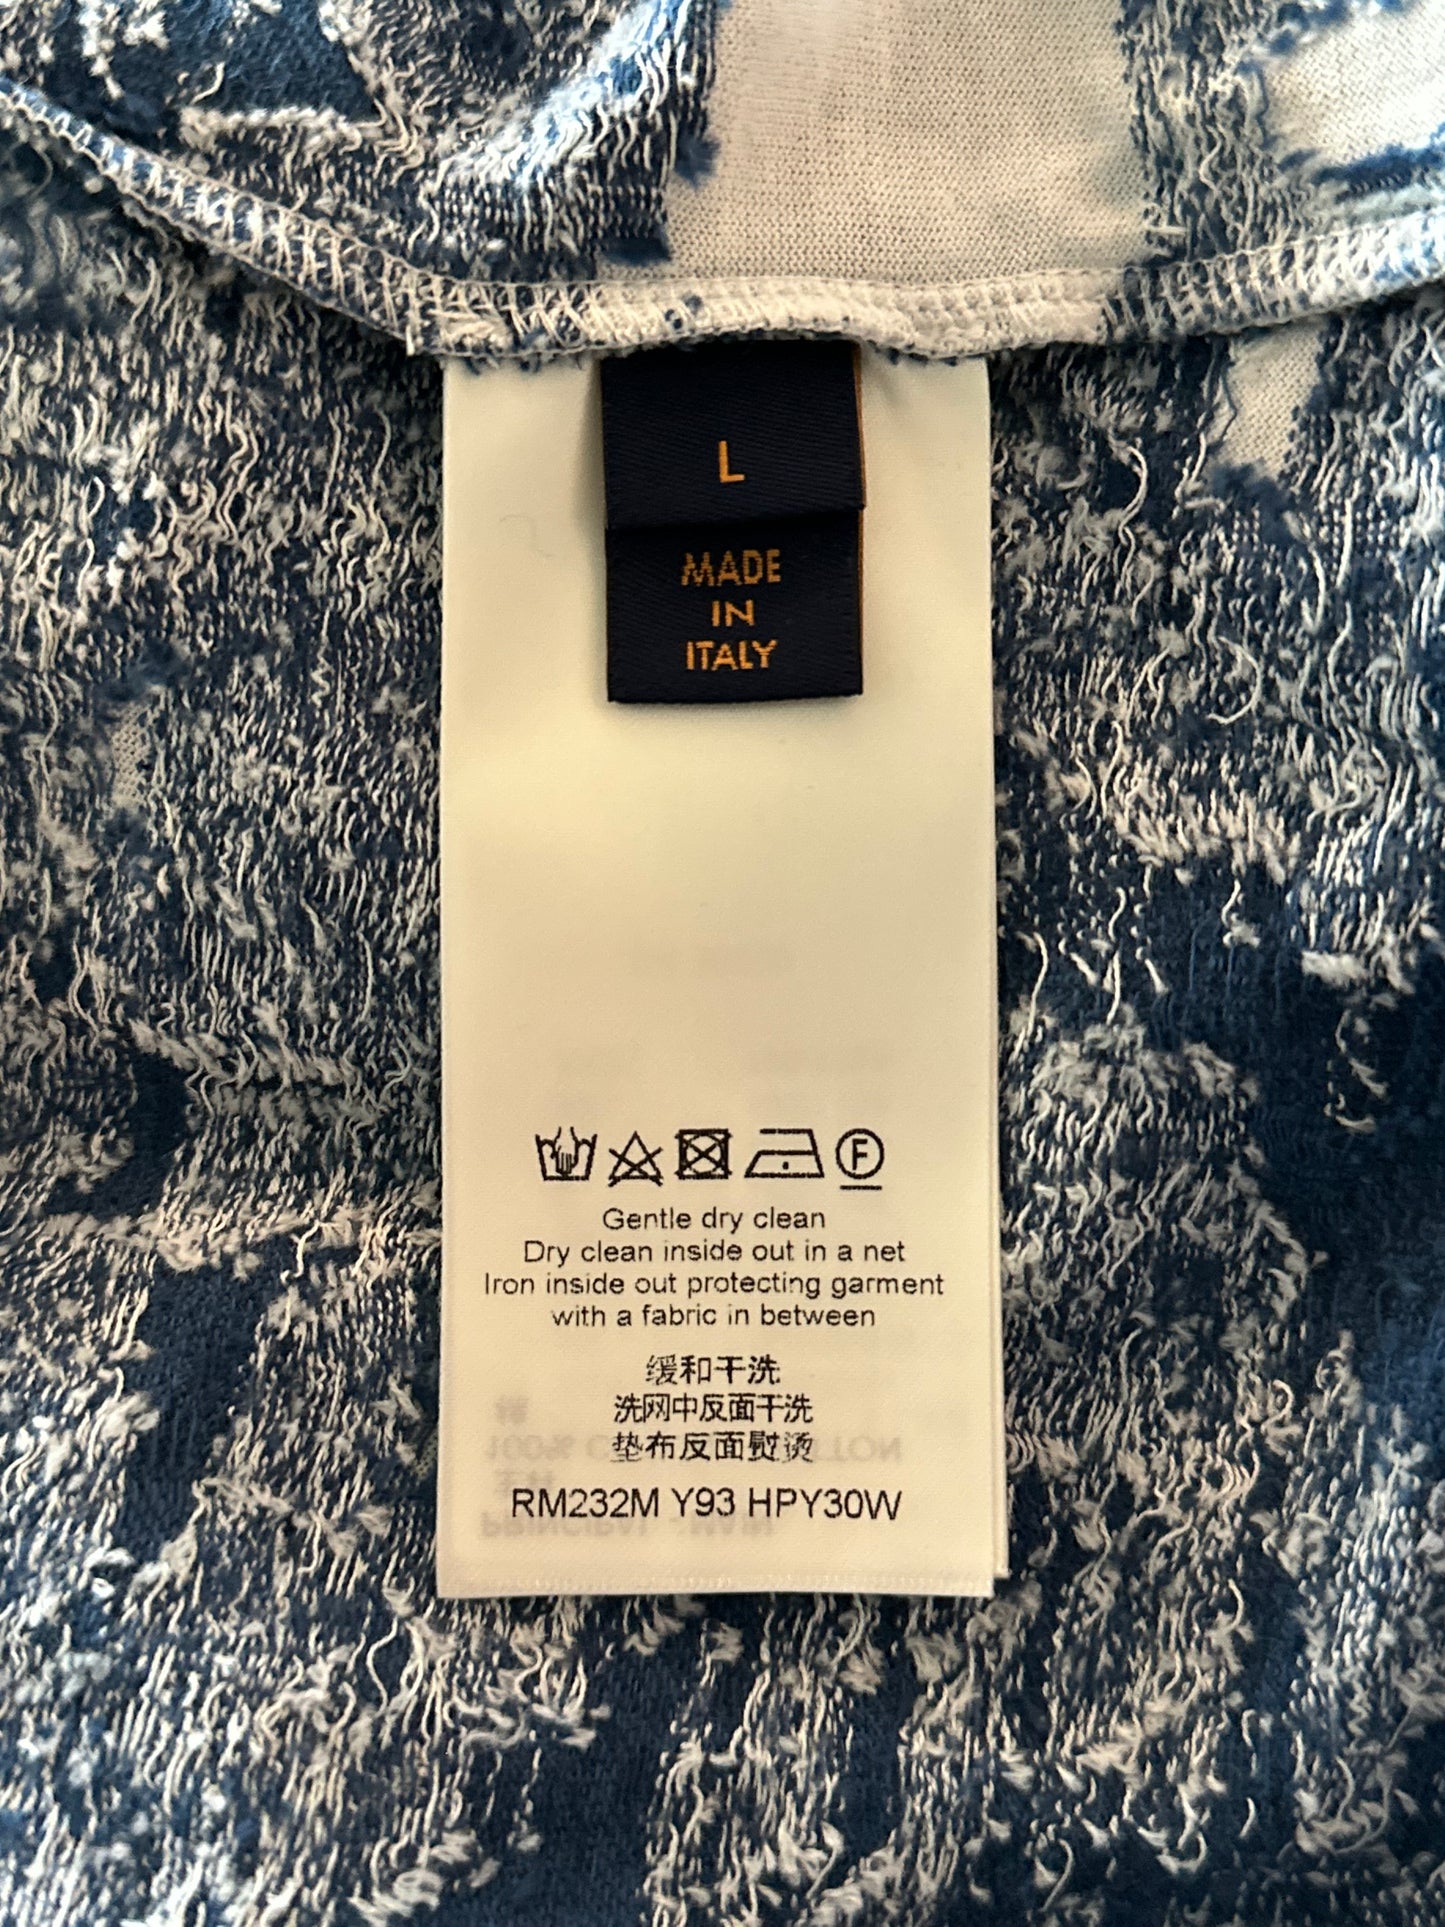 L
MADE
IN
ITALY
F
Gentle dry clean
Dry clean inside out in a net
Iron inside out protecting garment
with a fabric in between
缓和干洗
洗网中反面干洗
垫布反面熨烫
RM232M Y93 HPY30W